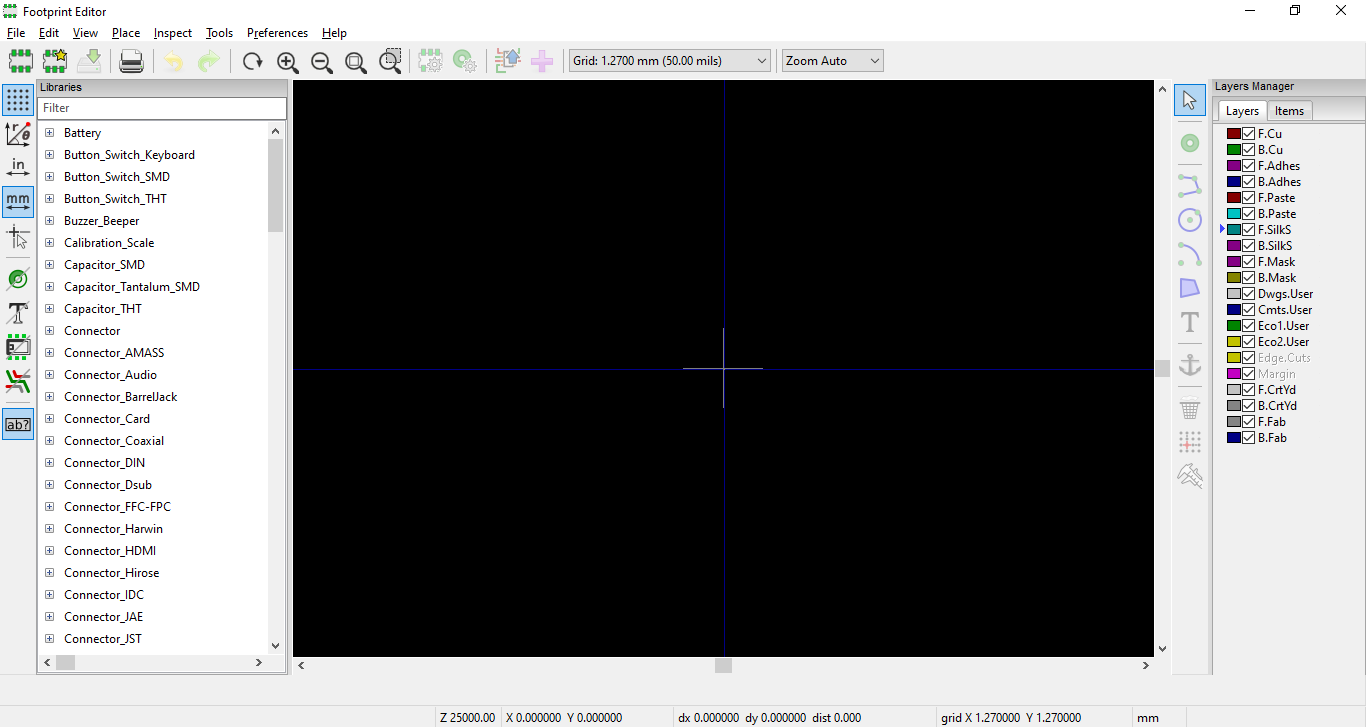 Footprint Editor
File Edit View Place Inspect Tools Preferences Help
Grid: 1.2700 mm (50.00 mils) Zoom Auto
Libraries
Filter
r θ
in
mm
T
ab?
Battery
Button_Switch_Keyboard
Button_Switch_SMD
Button_Switch_THT
Buzzer_Beeper
Calibration_Scale
Capacitor_SMD
Capacitor_Tantalum_SMD
Capacitor_THT
Connector
Connector_AMASS
Connector_Audio
Connector_BarrelJack
Connector_Card
Connector_Coaxial
Connector_DIN
Connector_Dsub
Connector_FFC-FPC
Connector_Harwin
Connector_HDMI
Connector_Hirose
Connector_IDC
Connector_JAE
Connector_JST
T
Layers Manager
Layers Items
F.Cu
B.Cu
F.Adhes
B.Adhes
F.Paste
B.Paste
F.SilkS
B.SilkS
F.Mask
B.Mask
Dwgs.User
Cmts.User
Eco1.User
Eco2.User
Edge.Cuts
Margin
F.CrtYd
B.CrtYd
F.Fab
B.Fab
Z 25000.00 X 0.000000 Y 0.000000 dx 0.000000 dy 0.000000 dist 0.000 grid X 1.270000 Y 1.270000 mm